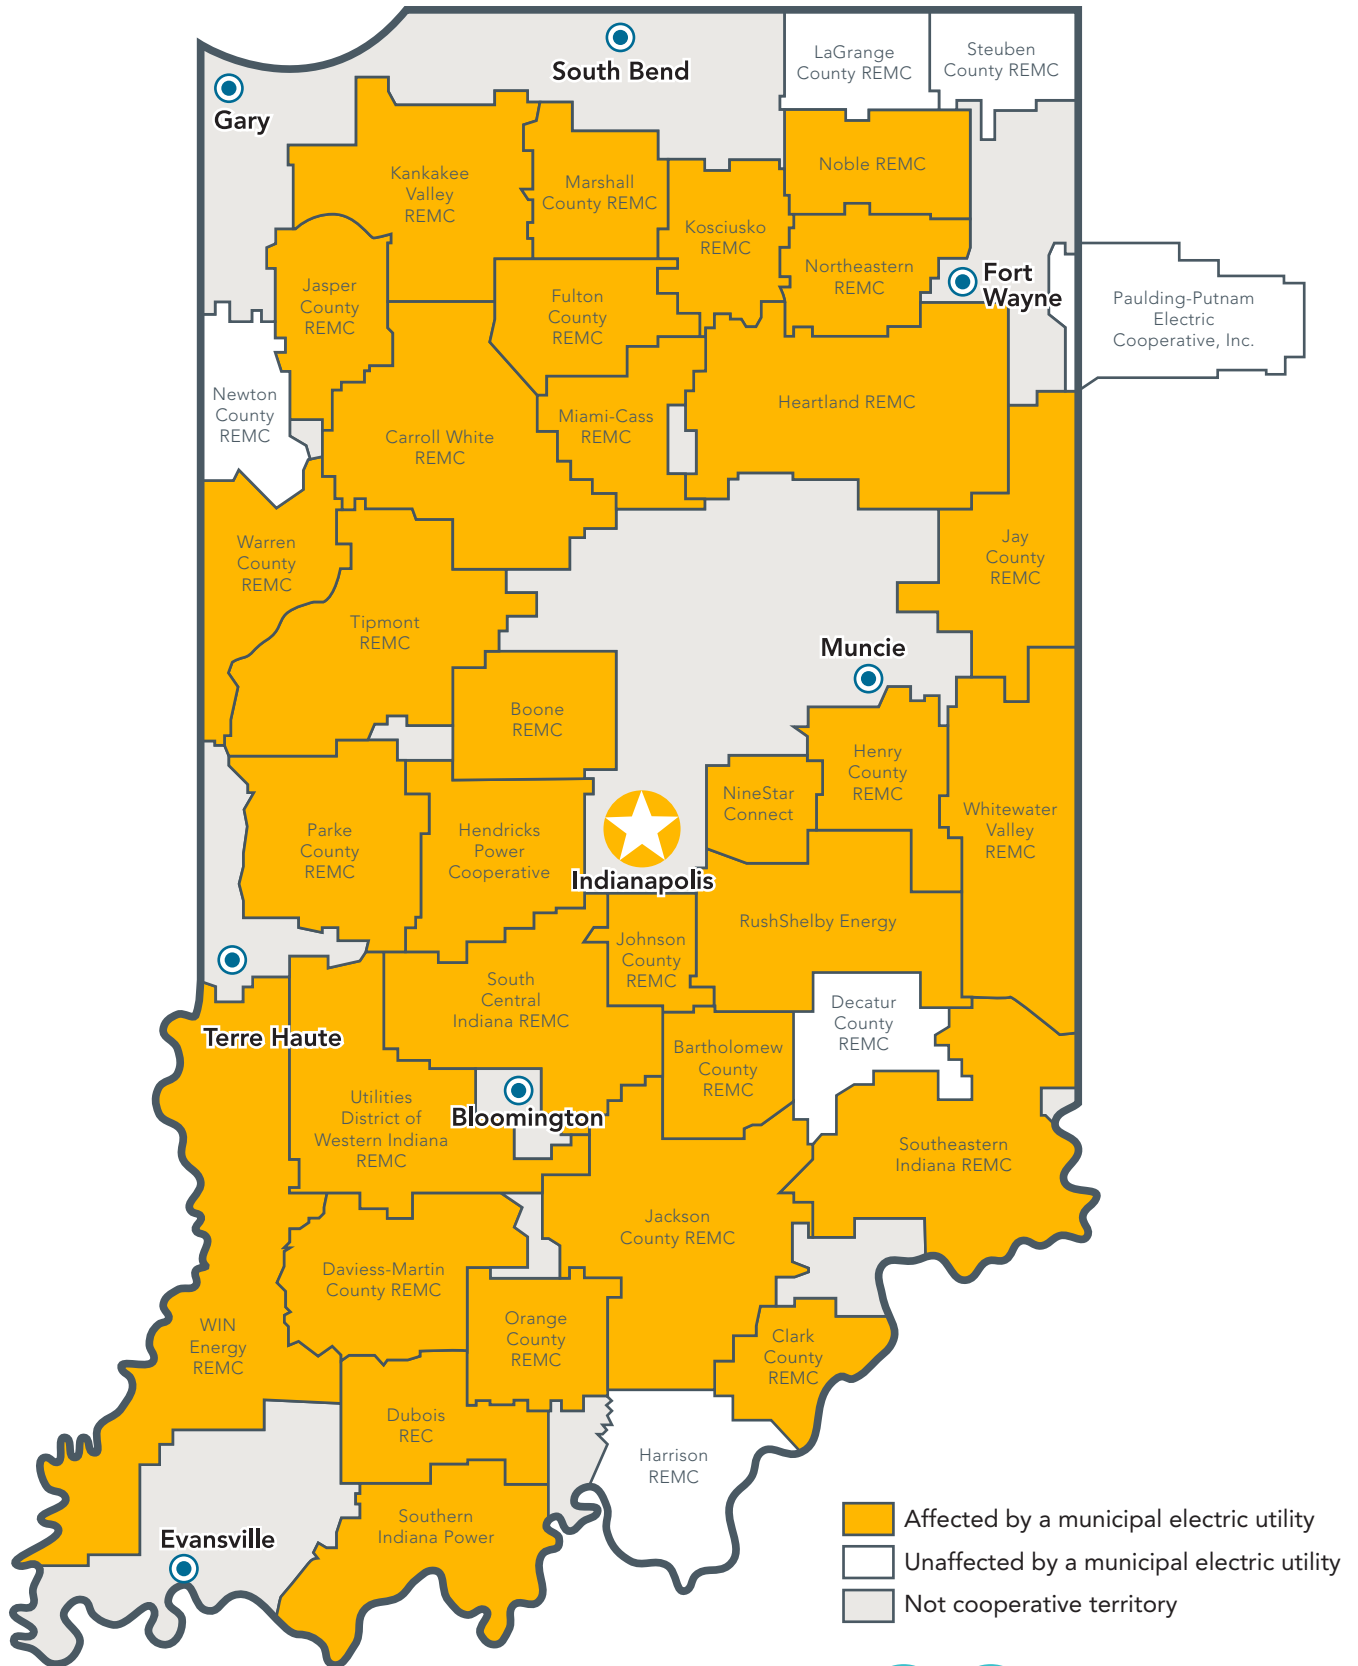 LaGrange
County REMC
Steuben
County REMC
South Bend
Gary
Kankakee
Valley
REMC
Marshall
County REMC
Noble REMC
Kosciusko
REMC
Northeastern
REMC
Fort
Wayne
Paulding-Putnam
Electric
Cooperative, Inc.
Jasper
County
REMC
Fulton
County
REMC
Newton
County
REMC
Carroll White
REMC
Miami-Cass
REMC
Heartland REMC
Warren
County
REMC
Jay
County
REMC
Tipmont
REMC
Muncie
Boone
REMC
Henry
County
REMC
NineStar
Connect
Whitewater
Valley
REMC
Parke
County
REMC
Hendricks
Power
Cooperative
Indianapolis
RushShelby Energy
Johnson
County
REMC
South
Central
Indiana REMC
Decatur
County
REMC
Terre Haute
Bartholomew
County
REMC
Utilities
District of
Western Indiana
REMC
Bloomington
Southeastern
Indiana REMC
Jackson
County REMC
Daviess-Martin
County REMC
WIN
Energy
REMC
Orange
County
REMC
Clark
County
REMC
Dubois
REC
Harrison
REMC
Southern
Indiana Power
Evansville
Affected by a municipal electric utility
Unaffected by a municipal electric utility
Not cooperative territory